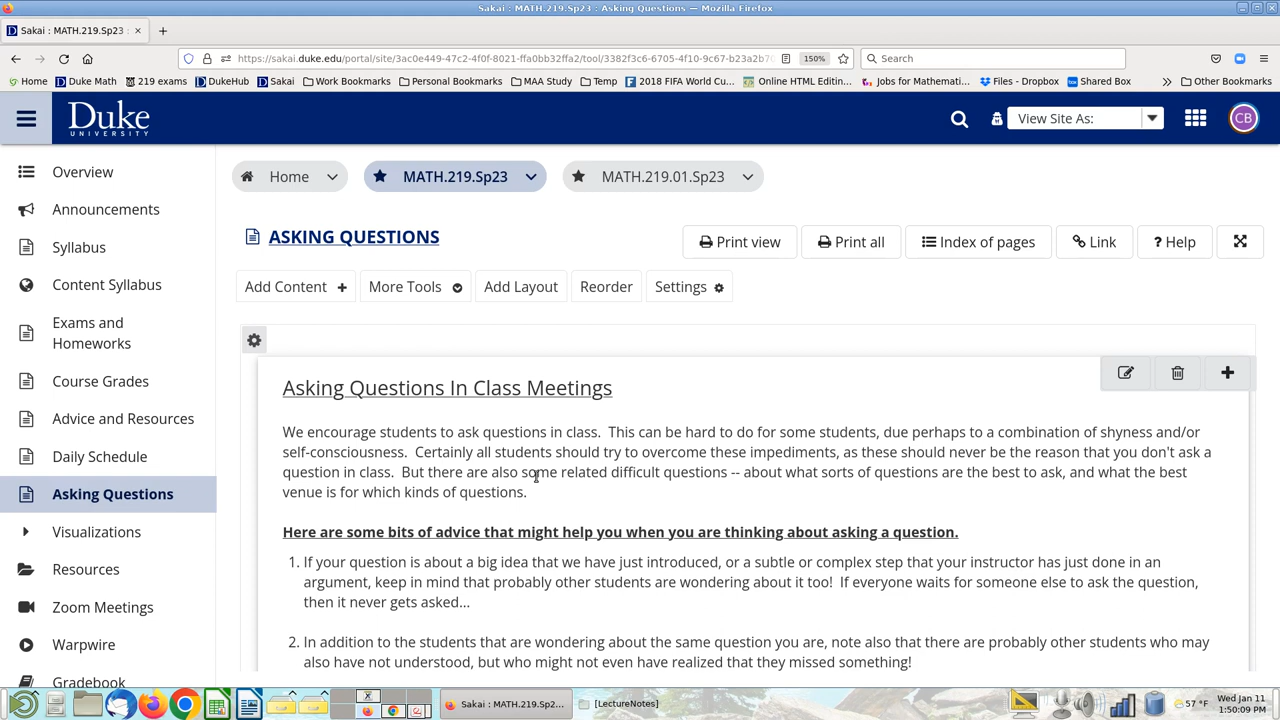 Sakai : MATH.219.Sp23 : Asking Questions — Mozilla Firefox
Sakai : MATH.219.Sp23 :
https://sakai.duke.edu/portal/site/3ac0e449-47c2-4f0f-8021-ffa0bb32ffa2/tool/3382f3c6-6705-4f10-9c67-b23a2b7
150%
Search
Home
Duke Math
219 exams
DukeHub
Sakai
Work Bookmarks
Personal Bookmarks
MAA Study
Temp
2018 FIFA World Cu…
Online HTML Editin…
Jobs for Mathemati…
Files - Dropbox
Shared Box
Other Bookmarks
Duke
UNIVERSITY
View Site As:
CB
Overview
Announcements
Syllabus
Content Syllabus
Exams and
Homeworks
Course Grades
Advice and Resources
Daily Schedule
Asking Questions
Visualizations
Resources
Zoom Meetings
Warpwire
Gradebook
Home
MATH.219.Sp23
MATH.219.01.Sp23
ASKING QUESTIONS
Print view
Print all
Index of pages
Link
? Help
Add Content +
More Tools
Add Layout
Reorder
Settings
Asking Questions In Class Meetings
We encourage students to ask questions in class.  This can be hard to do for some students, due perhaps to a combination of shyness and/or
self-consciousness.  Certainly all students should try to overcome these impediments, as these should never be the reason that you don't ask a
question in class.  But there are also some related difficult questions -- about what sorts of questions are the best to ask, and what the best
venue is for which kinds of questions.
Here are some bits of advice that might help you when you are thinking about asking a question.
1. If your question is about a big idea that we have just introduced, or a subtle or complex step that your instructor has just done in an
argument, keep in mind that probably other students are wondering about it too!  If everyone waits for someone else to ask the question,
then it never gets asked...
2. In addition to the students that are wondering about the same question you are, note also that there are probably other students who may
also have not understood, but who might not even have realized that they missed something!
Sakai : MATH.219.Sp2…
[LectureNotes]
57 °F
Wed Jan 11
1:50:09 PM